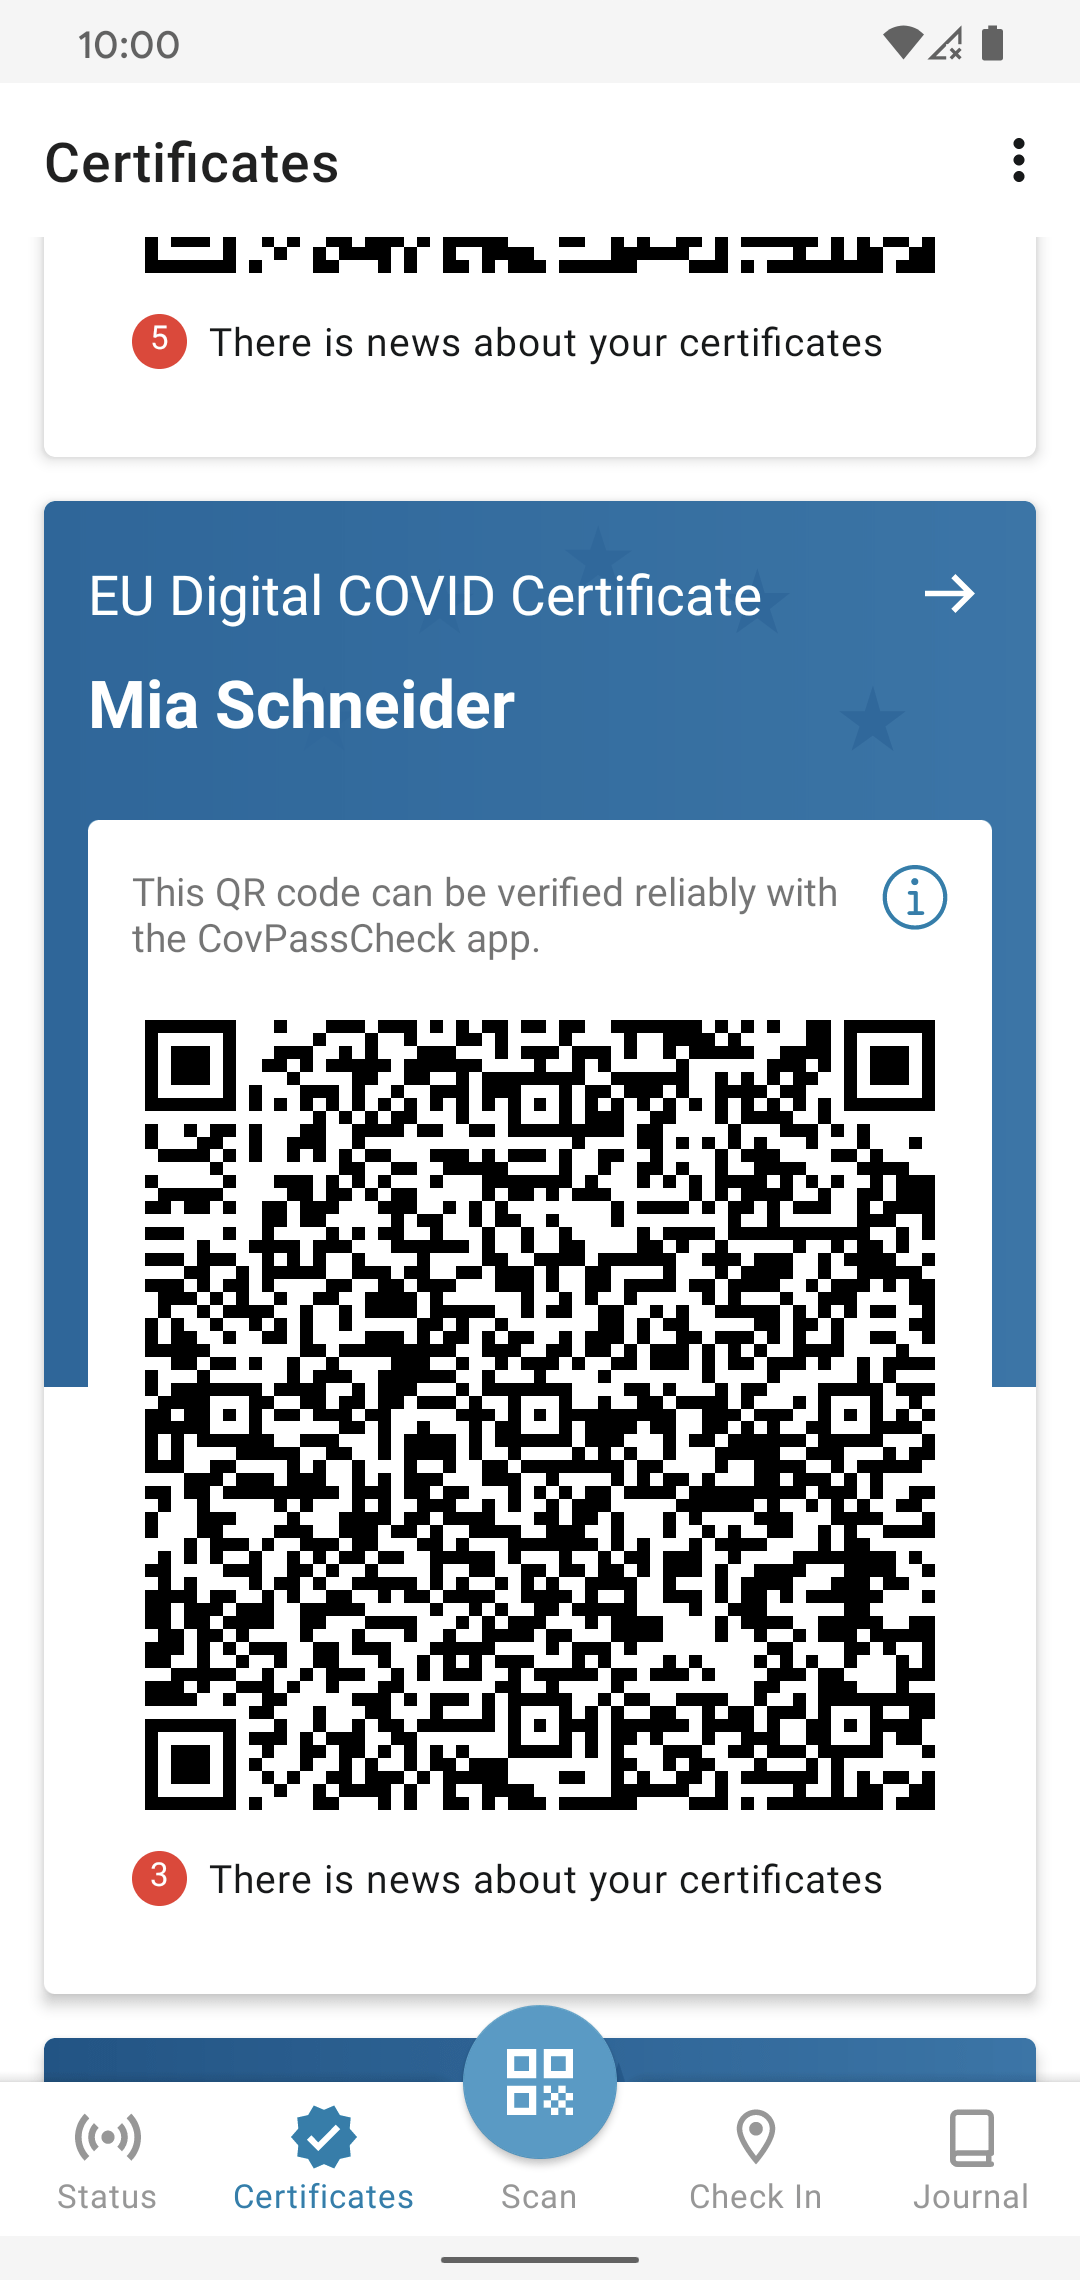 10:00
Certificates
5 There is news about your certificates
EU Digital COVID Certificate
Mia Schneider
This QR code can be verified reliably with
the CovPassCheck app.
3 There is news about your certificates
Status Certificates Scan Check In Journal